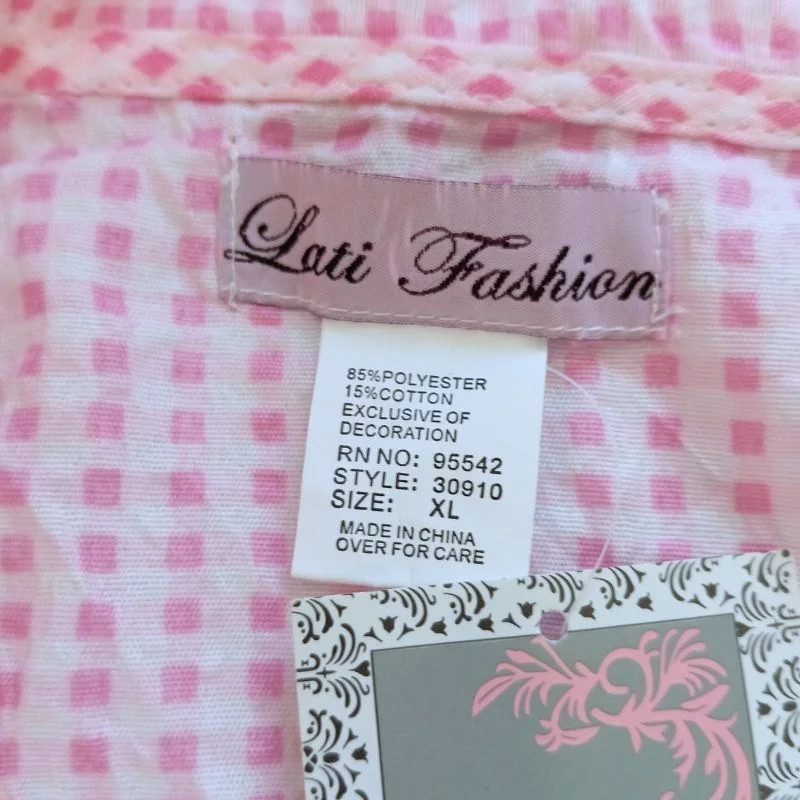 Lati Fashion
85%POLYESTER
15%COTTON
EXCLUSIVE OF
DECORATION
RN NO: 95542
STYLE: 30910
SIZE: XL
MADE IN CHINA
OVER FOR CARE